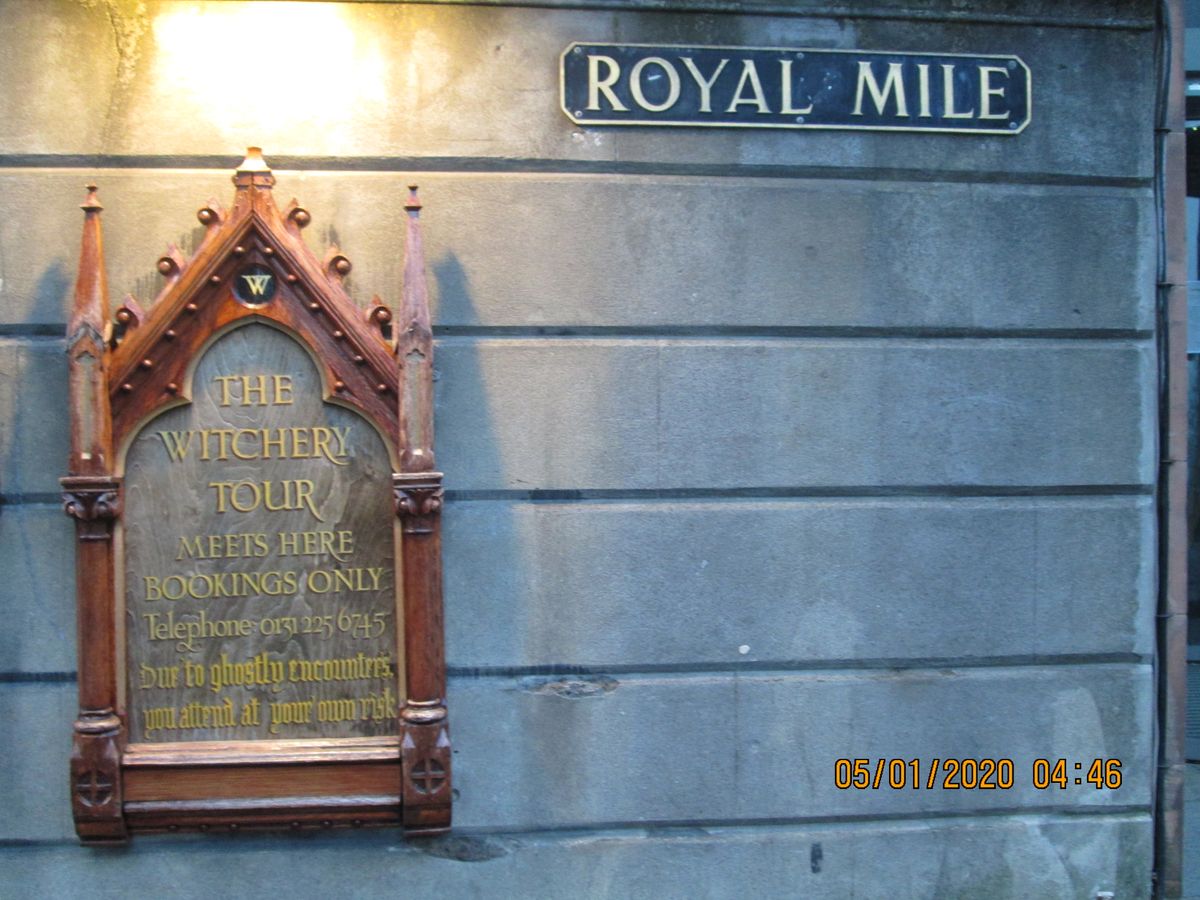 ROYAL MILE
W
THE
WITCHERY
TOUR
MEETS HERE
BOOKINGS ONLY
Telephone 0131 225 6745
Due to ghostly encounters,
you attend at your own risk
05/01/2020 04:46